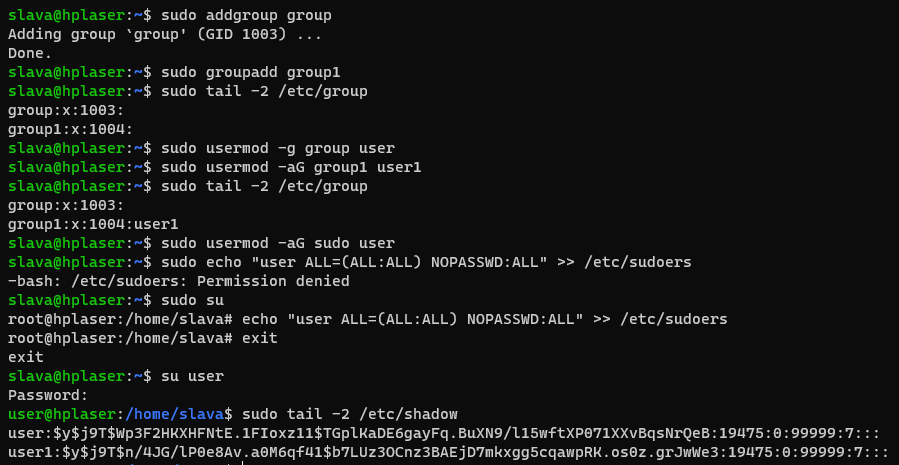 slava@hplaser:~$ sudo addgroup group
Adding group `group' (GID 1003) ...
Done.
slava@hplaser:~$ sudo groupadd group1
slava@hplaser:~$ sudo tail -2 /etc/group
group:x:1003:
group1:x:1004:
slava@hplaser:~$ sudo usermod -g group user
slava@hplaser:~$ sudo usermod -aG group1 user1
slava@hplaser:~$ sudo tail -2 /etc/group
group:x:1003:
group1:x:1004:user1
slava@hplaser:~$ sudo usermod -aG sudo user
slava@hplaser:~$ sudo echo "user ALL=(ALL:ALL) NOPASSWD:ALL" >> /etc/sudoers
-bash: /etc/sudoers: Permission denied
slava@hplaser:~$ sudo su
root@hplaser:/home/slava# echo "user ALL=(ALL:ALL) NOPASSWD:ALL" >> /etc/sudoers
root@hplaser:/home/slava# exit
exit
slava@hplaser:~$ su user
Password:
user@hplaser:/home/slava$ sudo tail -2 /etc/shadow
user:$y$j9T$Wp3F2HKXHFNtE.1FIoxz11$TGplKaDE6gayFq.BuXN9/l15wftXP071XXvBqsNrQeB:19475:0:99999:7:::
user1:$y$j9T$n/4JG/lP0e8Av.a0M6qf41$b7LUz3OCnz3BAEjD7mkxgg5cqawpRK.os0z.grJwWe3:19475:0:99999:7:::